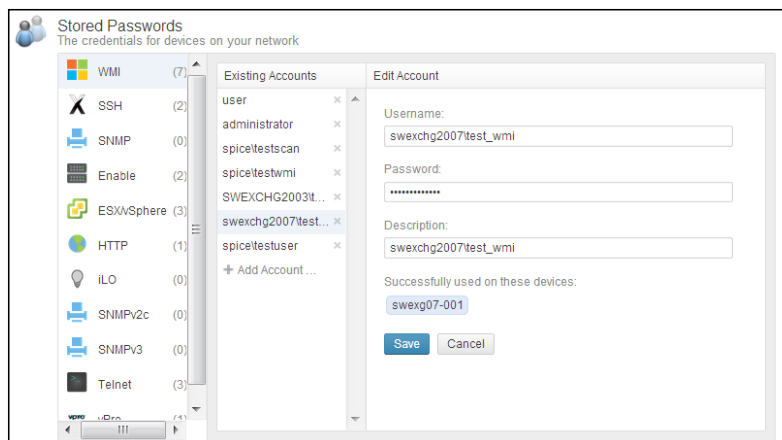 Stored Passwords
The credentials for devices on your network
WMI (7)
SSH (2)
SNMP (0)
Enable (2)
ESX/vSphere (3)
HTTP (1)
iLO (0)
SNMPv2c (0)
SNMPv3 (0)
Telnet (3)
vPro vPro (1)
Existing Accounts
user
administrator
spice\testscan
spice\testwmi
SWEXCHG2003\t...
swexchg2007\test...
spice\testuser
+ Add Account ...
Edit Account
Username:
swexchg2007\test_wmi
Password:
•••••••••••••
Description:
swexchg2007\test_wmi
Successfully used on these devices:
swexg07-001
Save Cancel